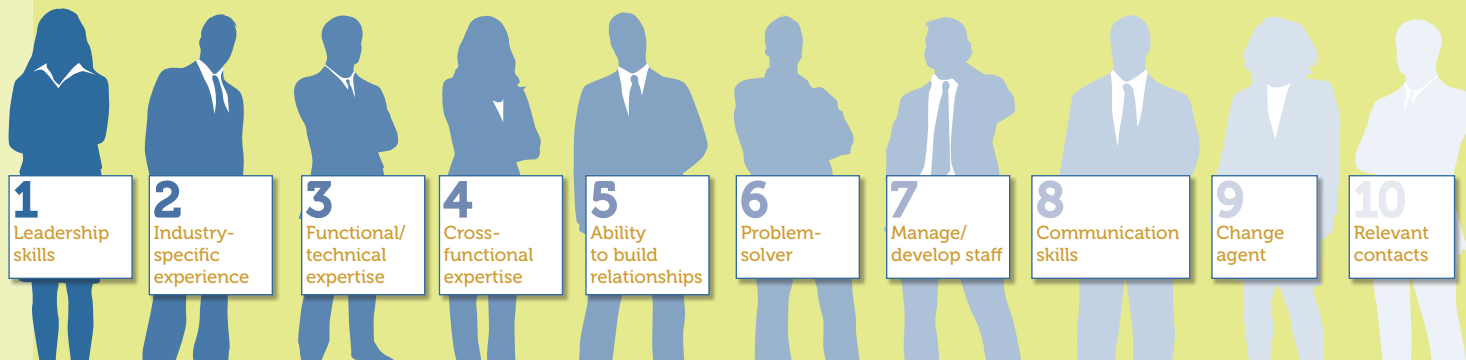 1
Leadership
skills
2
Industry-
specific
experience
3
Functional/
technical
expertise
4
Cross-
functional
expertise
5
Ability
to build
relationships
6
Problem-
solver
7
Manage/
develop staff
8
Communication
skills
9
Change
agent
10
Relevant
contacts